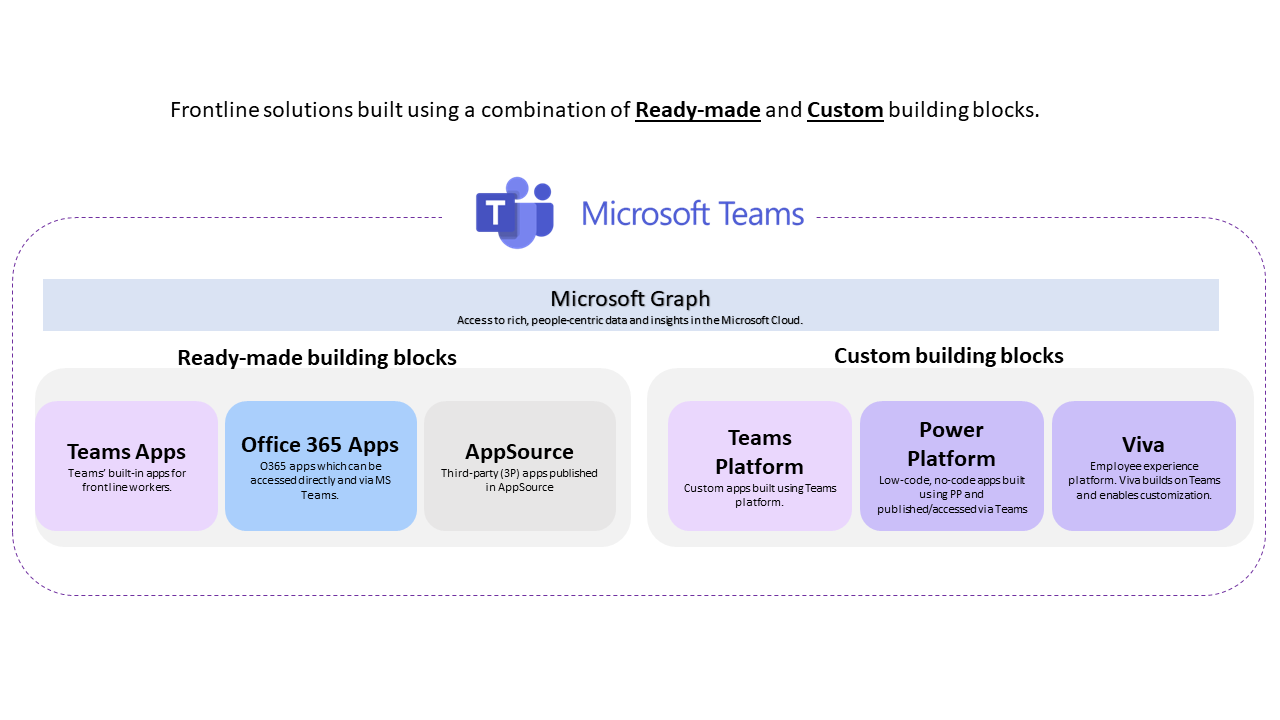 Frontline solutions built using a combination of Ready-made and Custom building blocks.
T
Microsoft Teams
Microsoft Graph
Access to rich, people-centric data and insights in the Microsoft Cloud.
Ready-made building blocks
Teams Apps
Teams’ built-in apps for
frontline workers.
Office 365 Apps
O365 apps which can be
accessed directly and via MS
Teams.
AppSource
Third-party (3P) apps published
in AppSource
Custom building blocks
Teams
Platform
Custom apps built using Teams
platform.
Power
Platform
Low-code, no-code apps built
using PP and
published/accessed via Teams
Viva
Employee experience
platform. Viva builds on Teams
and enables customization.